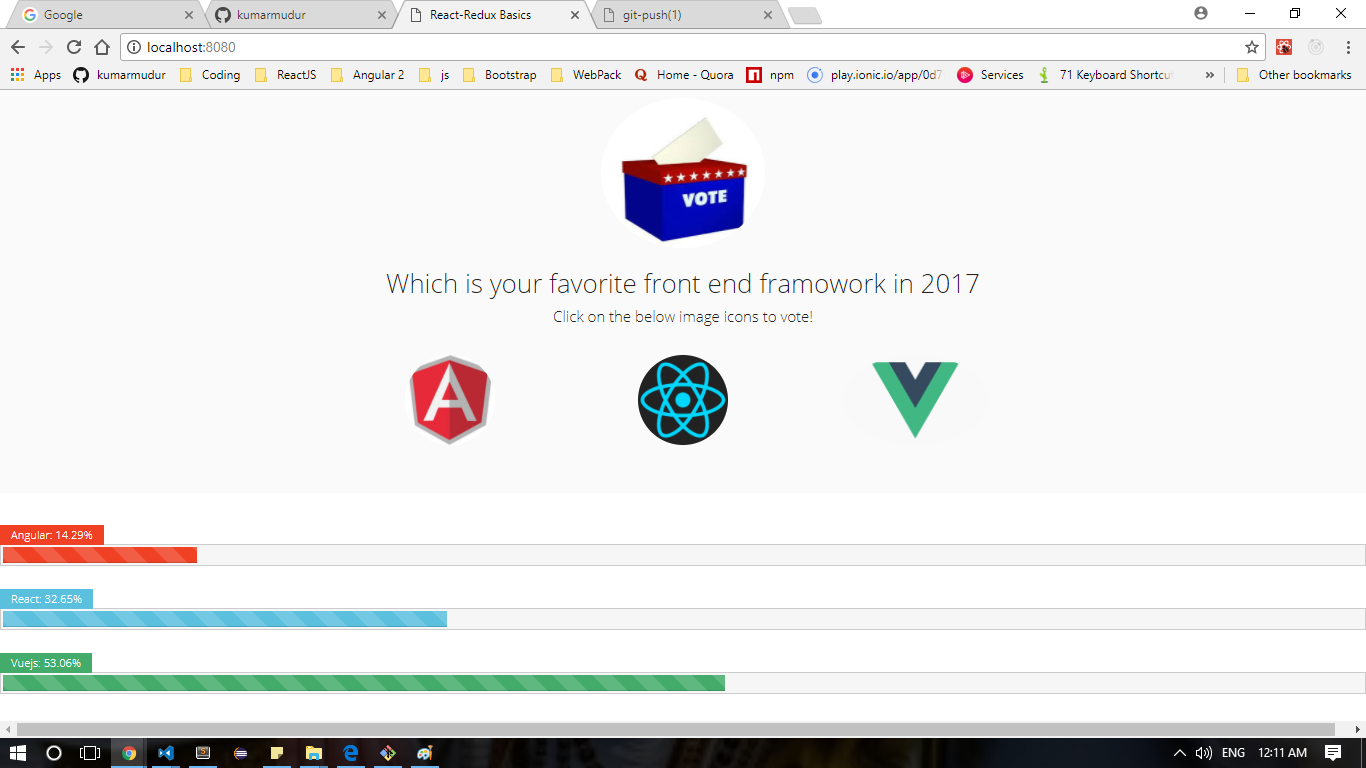 Google
kumarmudur
React-Redux Basics
git-push(1)
localhost:8080
Apps kumarmudur Coding ReactJS Angular 2 js Bootstrap WebPack Home - Quora npm play.ionic.io/app/0d7 Services 71 Keyboard Shortcu » Other bookmarks
VOTE
Which is your favorite front end framowork in 2017
Click on the below image icons to vote!
Angular: 14.29%
React: 32.65%
Vuejs: 53.06%
ENG 12:11 AM